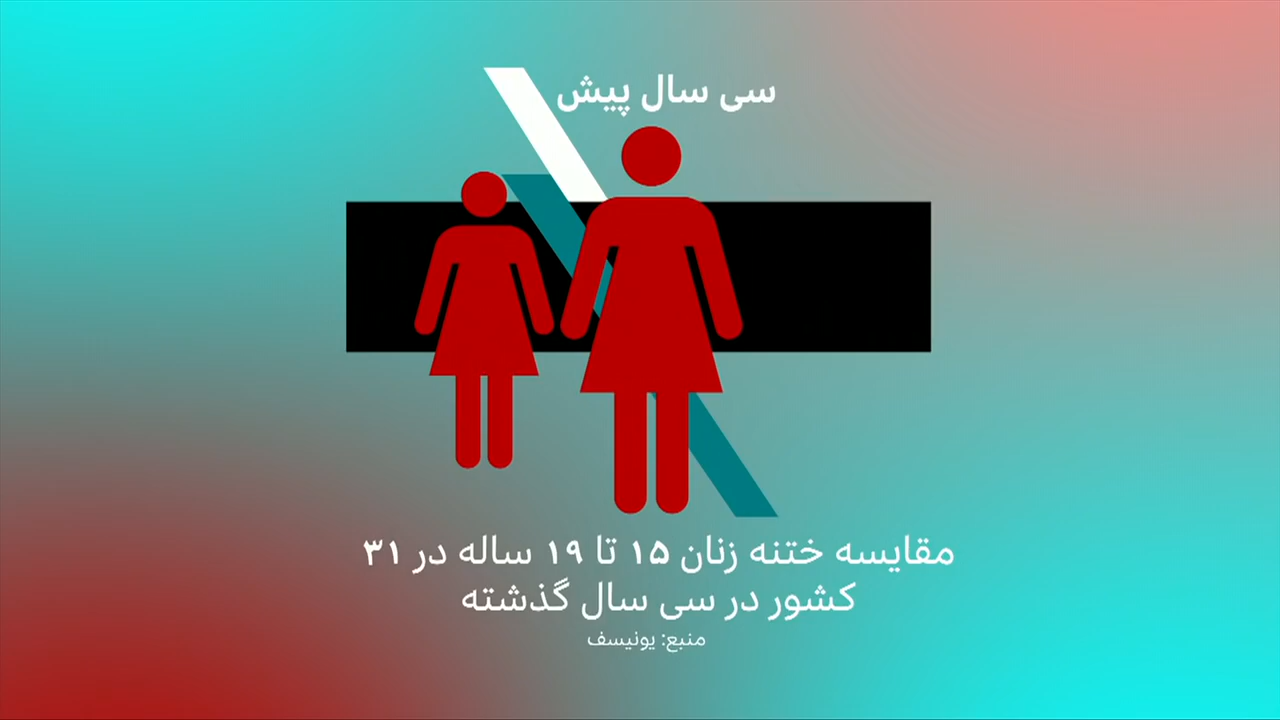 سی سال پیش
مقایسه ختنه زنان ۱۵ تا ۱۹ ساله در ۳۱
کشور در سی سال گذشته
منبع: یونیسف